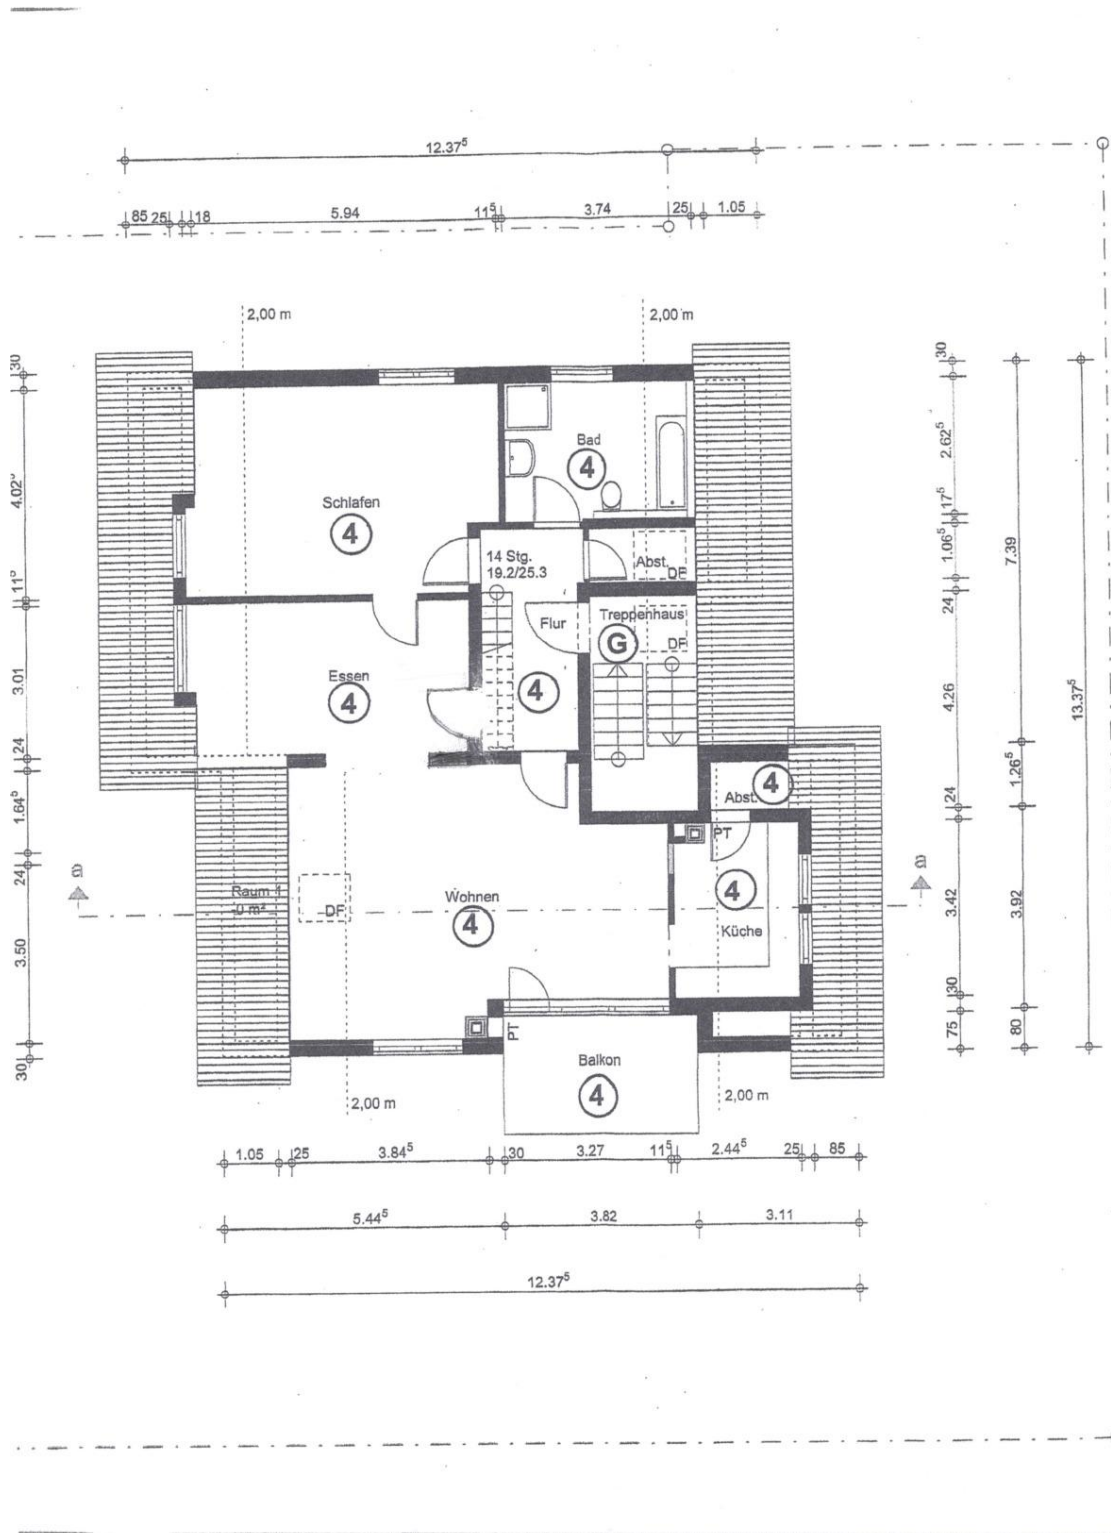 12.37⁵
85 25 18 5.94 11⁵ 3.74 25 1.05
2,00 m 2,00 m
30
30
2.62⁵
Bad
4
4.02⁵
Schlafen
4
17⁵
14 Stg.
19.2/25.3
1.06⁵
7.39
Abst.
DF
11⁵
24
Flur
Treppenhaus
G
DF
Essen
4
4
3.01
4.26
13.37⁵
24
1.26⁵
1.64⁵
Abst. 4
24
PT
24
B
B
Raum 1
0 m²
DF
Wohnen
4
4
Küche
3.42
3.92
3.50
30
PT
75
80
30
Balkon
4
2,00 m
2,00 m
1.05 25 3.84⁵ 30 3.27 11⁵ 2.44⁵ 25 85
5.44⁵ 3.82 3.11
12.37⁵